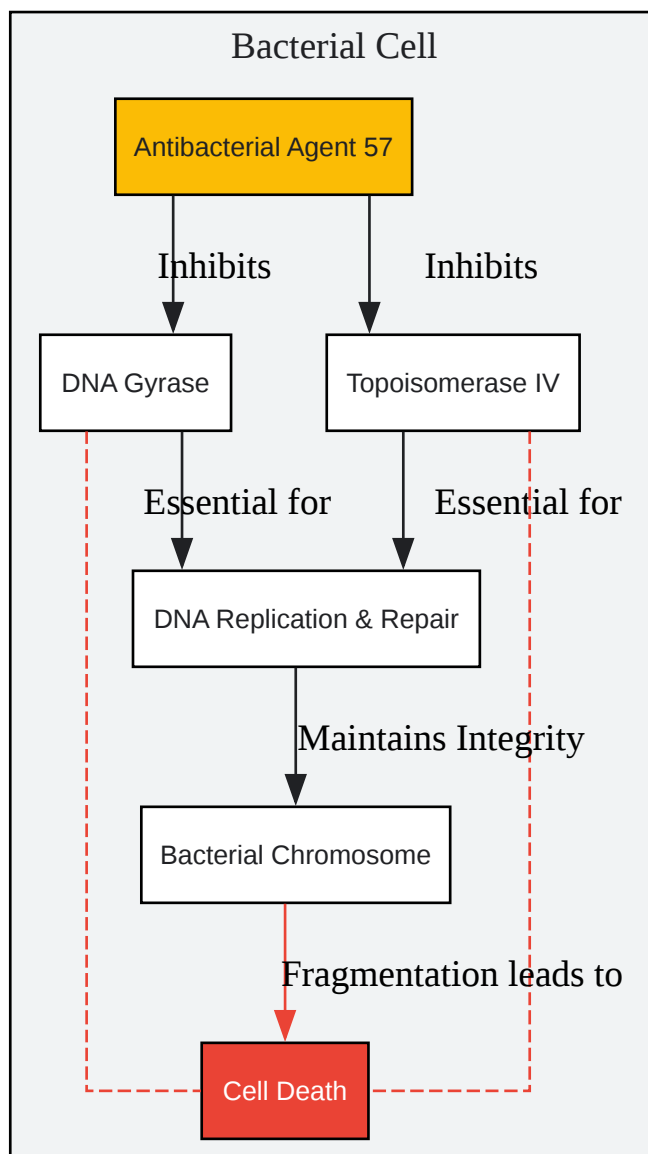 Bacterial Cell
Antibacterial Agent 57
Inhibits
Inhibits
DNA Gyrase
Topoisomerase IV
Essential for
Essential for
DNA Replication & Repair
Maintains Integrity
Bacterial Chromosome
Fragmentation leads to
Cell Death